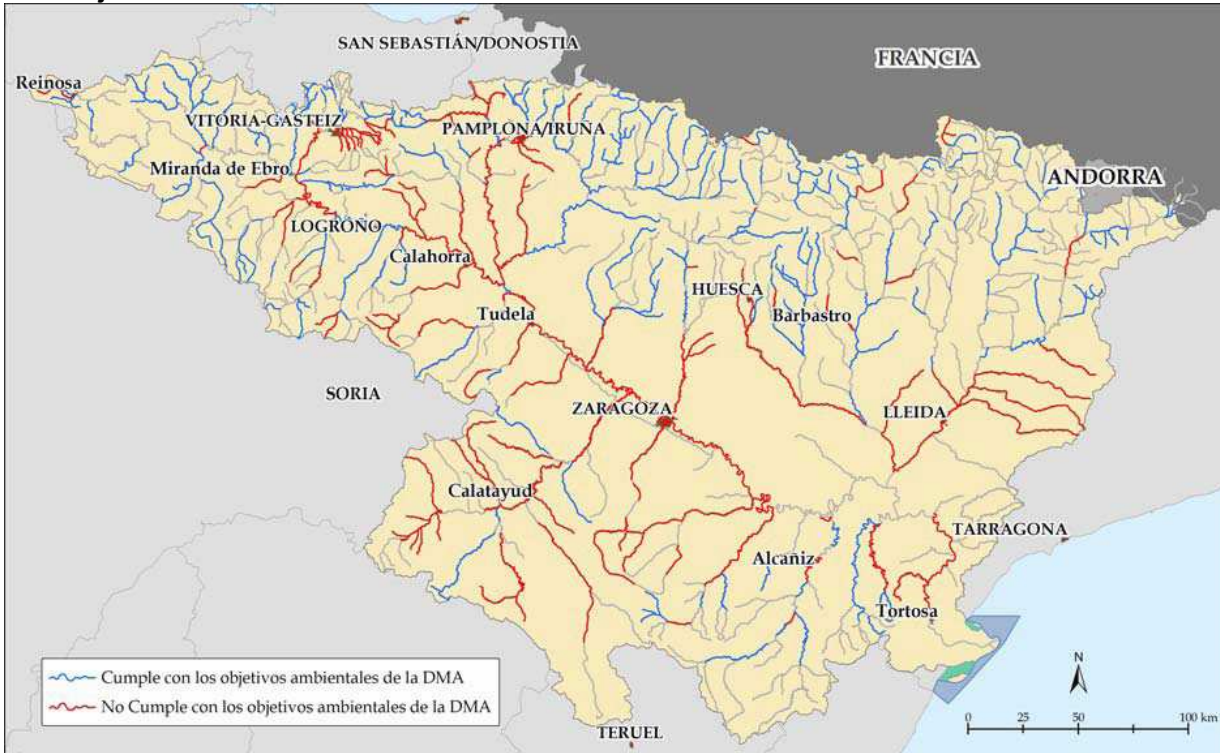 SAN SEBASTIÁN/DONOSTIA
FRANCIA
Reinosa
VITORIA-GASTEIZ
PAMPLONA/IRUÑA
Miranda de Ebro
ANDORRA
LOGROÑO
Calahorra
HUESCA
Tudela
Barbastro
SORIA
ZARAGOZA
LLEIDA
Calatayud
TARRAGONA
Alcañiz
Tortosa
Cumple con los objetivos ambientales de la DMA
No Cumple con los objetivos ambientales de la DMA
N
0 25 50 100 km
TERUEL